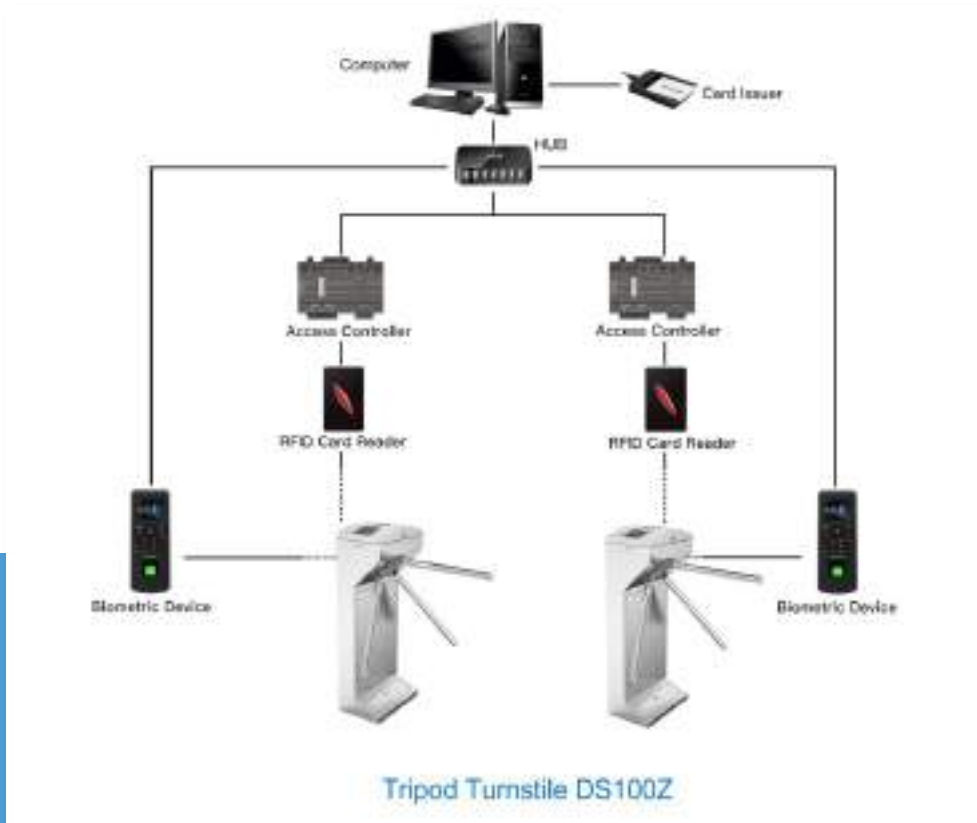 Computer
Card Issuer
HUB
Access Controller
Access Controller
RFID Card Reader
RFID Card Reader
Biometric Device
Biometric Device
Tripod Turnstile DS100Z